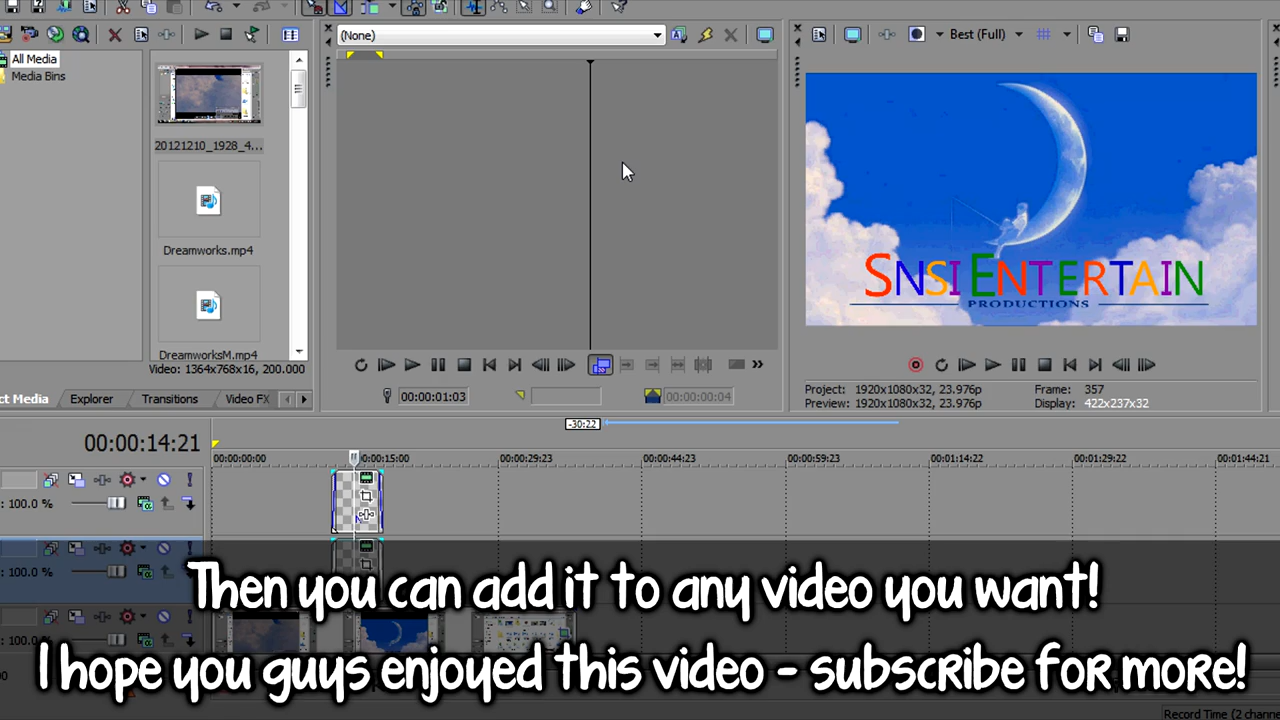 (None)
Best (Full)
All Media
Media Bins
20121210_1928_4...
Dreamworks.mp4
DreamworksM.mp4
Video: 1364x768x16, 200.000
ct Media
Explorer
Transitions
Video FX
00:00:01:03
00:00:00:04
SNSI ENTERTAIN
PRODUCTIONS
Project: 1920x1080x32, 23.976p
Frame: 357
Preview: 1920x1080x32, 23.976p
Display: 422x237x32
-30:22
00:00:14:21
00:00:00:00
00:00:15:00
00:00:29:23
00:00:44:23
00:00:59:23
00:01:14:22
00:01:29:22
00:01:44:21
: 100.0 %
: 100.0 %
: 100.0 %
Then you can add it to any video you want!
I hope you guys enjoyed this video - subscribe for more!
Record Time (2 channe